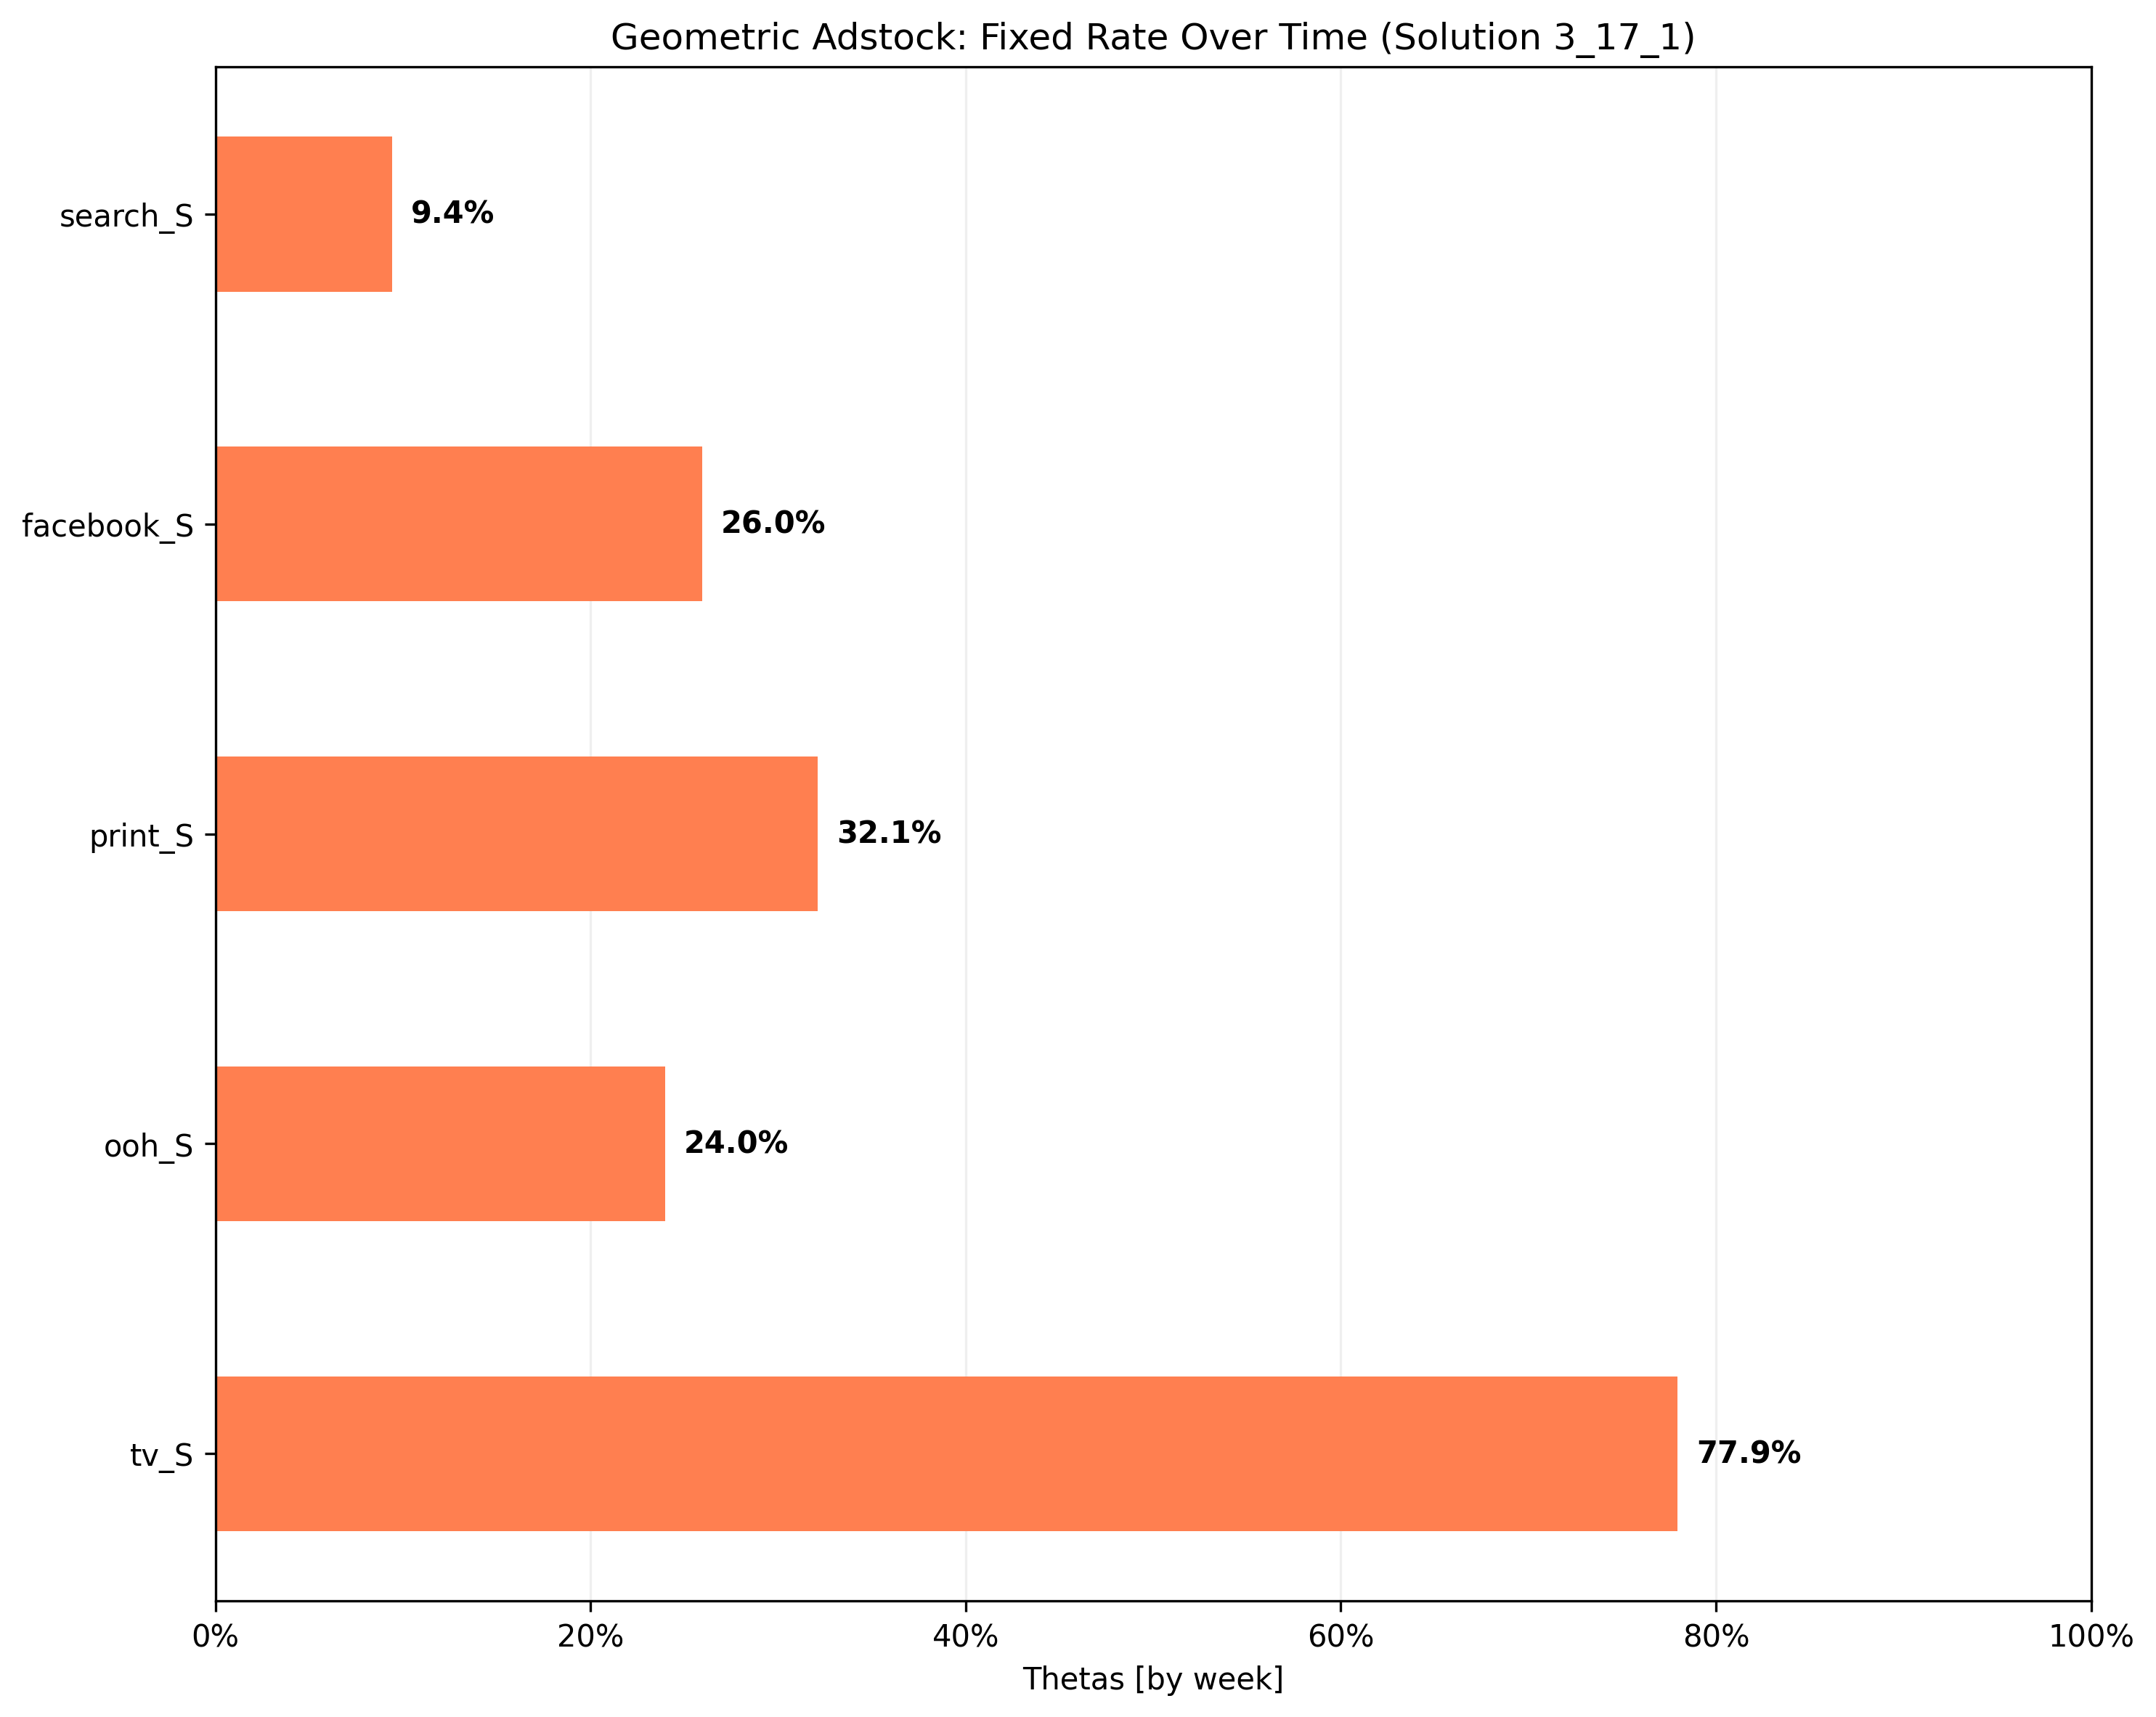 Geometric Adstock: Fixed Rate Over Time (Solution 3_17_1)
search_S
9.4%
facebook_S
26.0%
print_S
32.1%
ooh_S
24.0%
tv_S
77.9%
0%
20%
40%
60%
80%
100%
Thetas [by week]